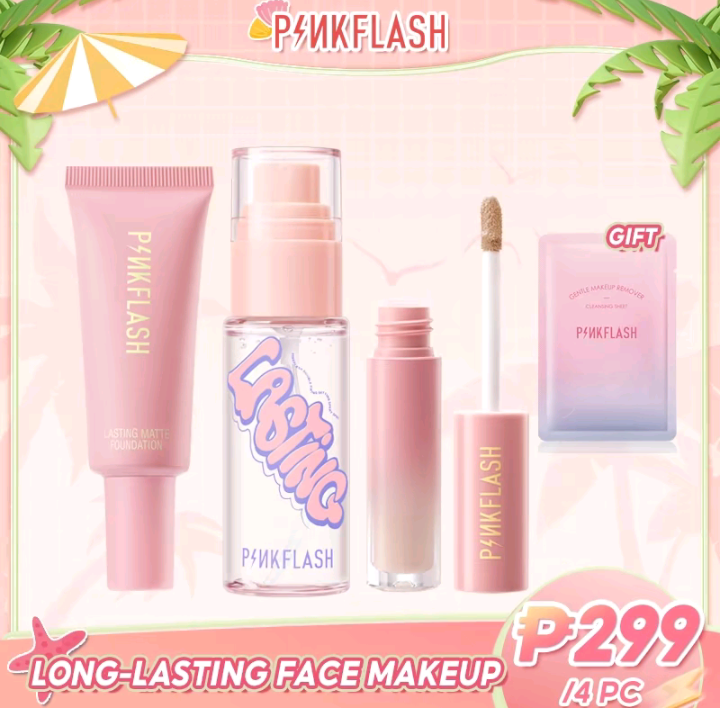 PINKFLASH
GIFT
GENTLE MAKEUP REMOVER
CLEANSING SHEET
PINKFLASH
PINKFLASH
LASTING MATTE
FOUNDATION
LASTING
PINKFLASH
PINKFLASH
LONG-LASTING FACE MAKEUP
₱299
/4 PC